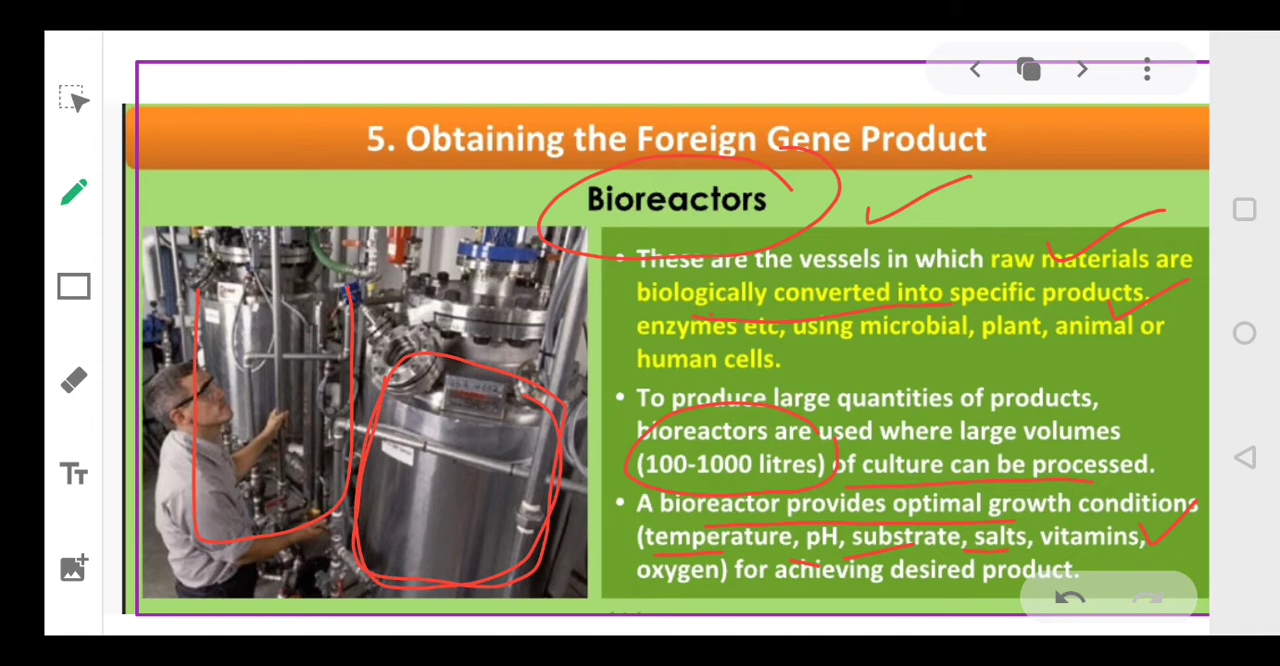 5. Obtaining the Foreign Gene Product
Bioreactors
• These are the vessels in which raw materials are
biologically converted into specific products,
enzymes etc, using microbial, plant, animal or
human cells.
• To produce large quantities of products,
bioreactors are used where large volumes
(100-1000 litres) of culture can be processed.
• A bioreactor provides optimal growth conditions
(temperature, pH, substrate, salts, vitamins,
oxygen) for achieving desired product.
TT